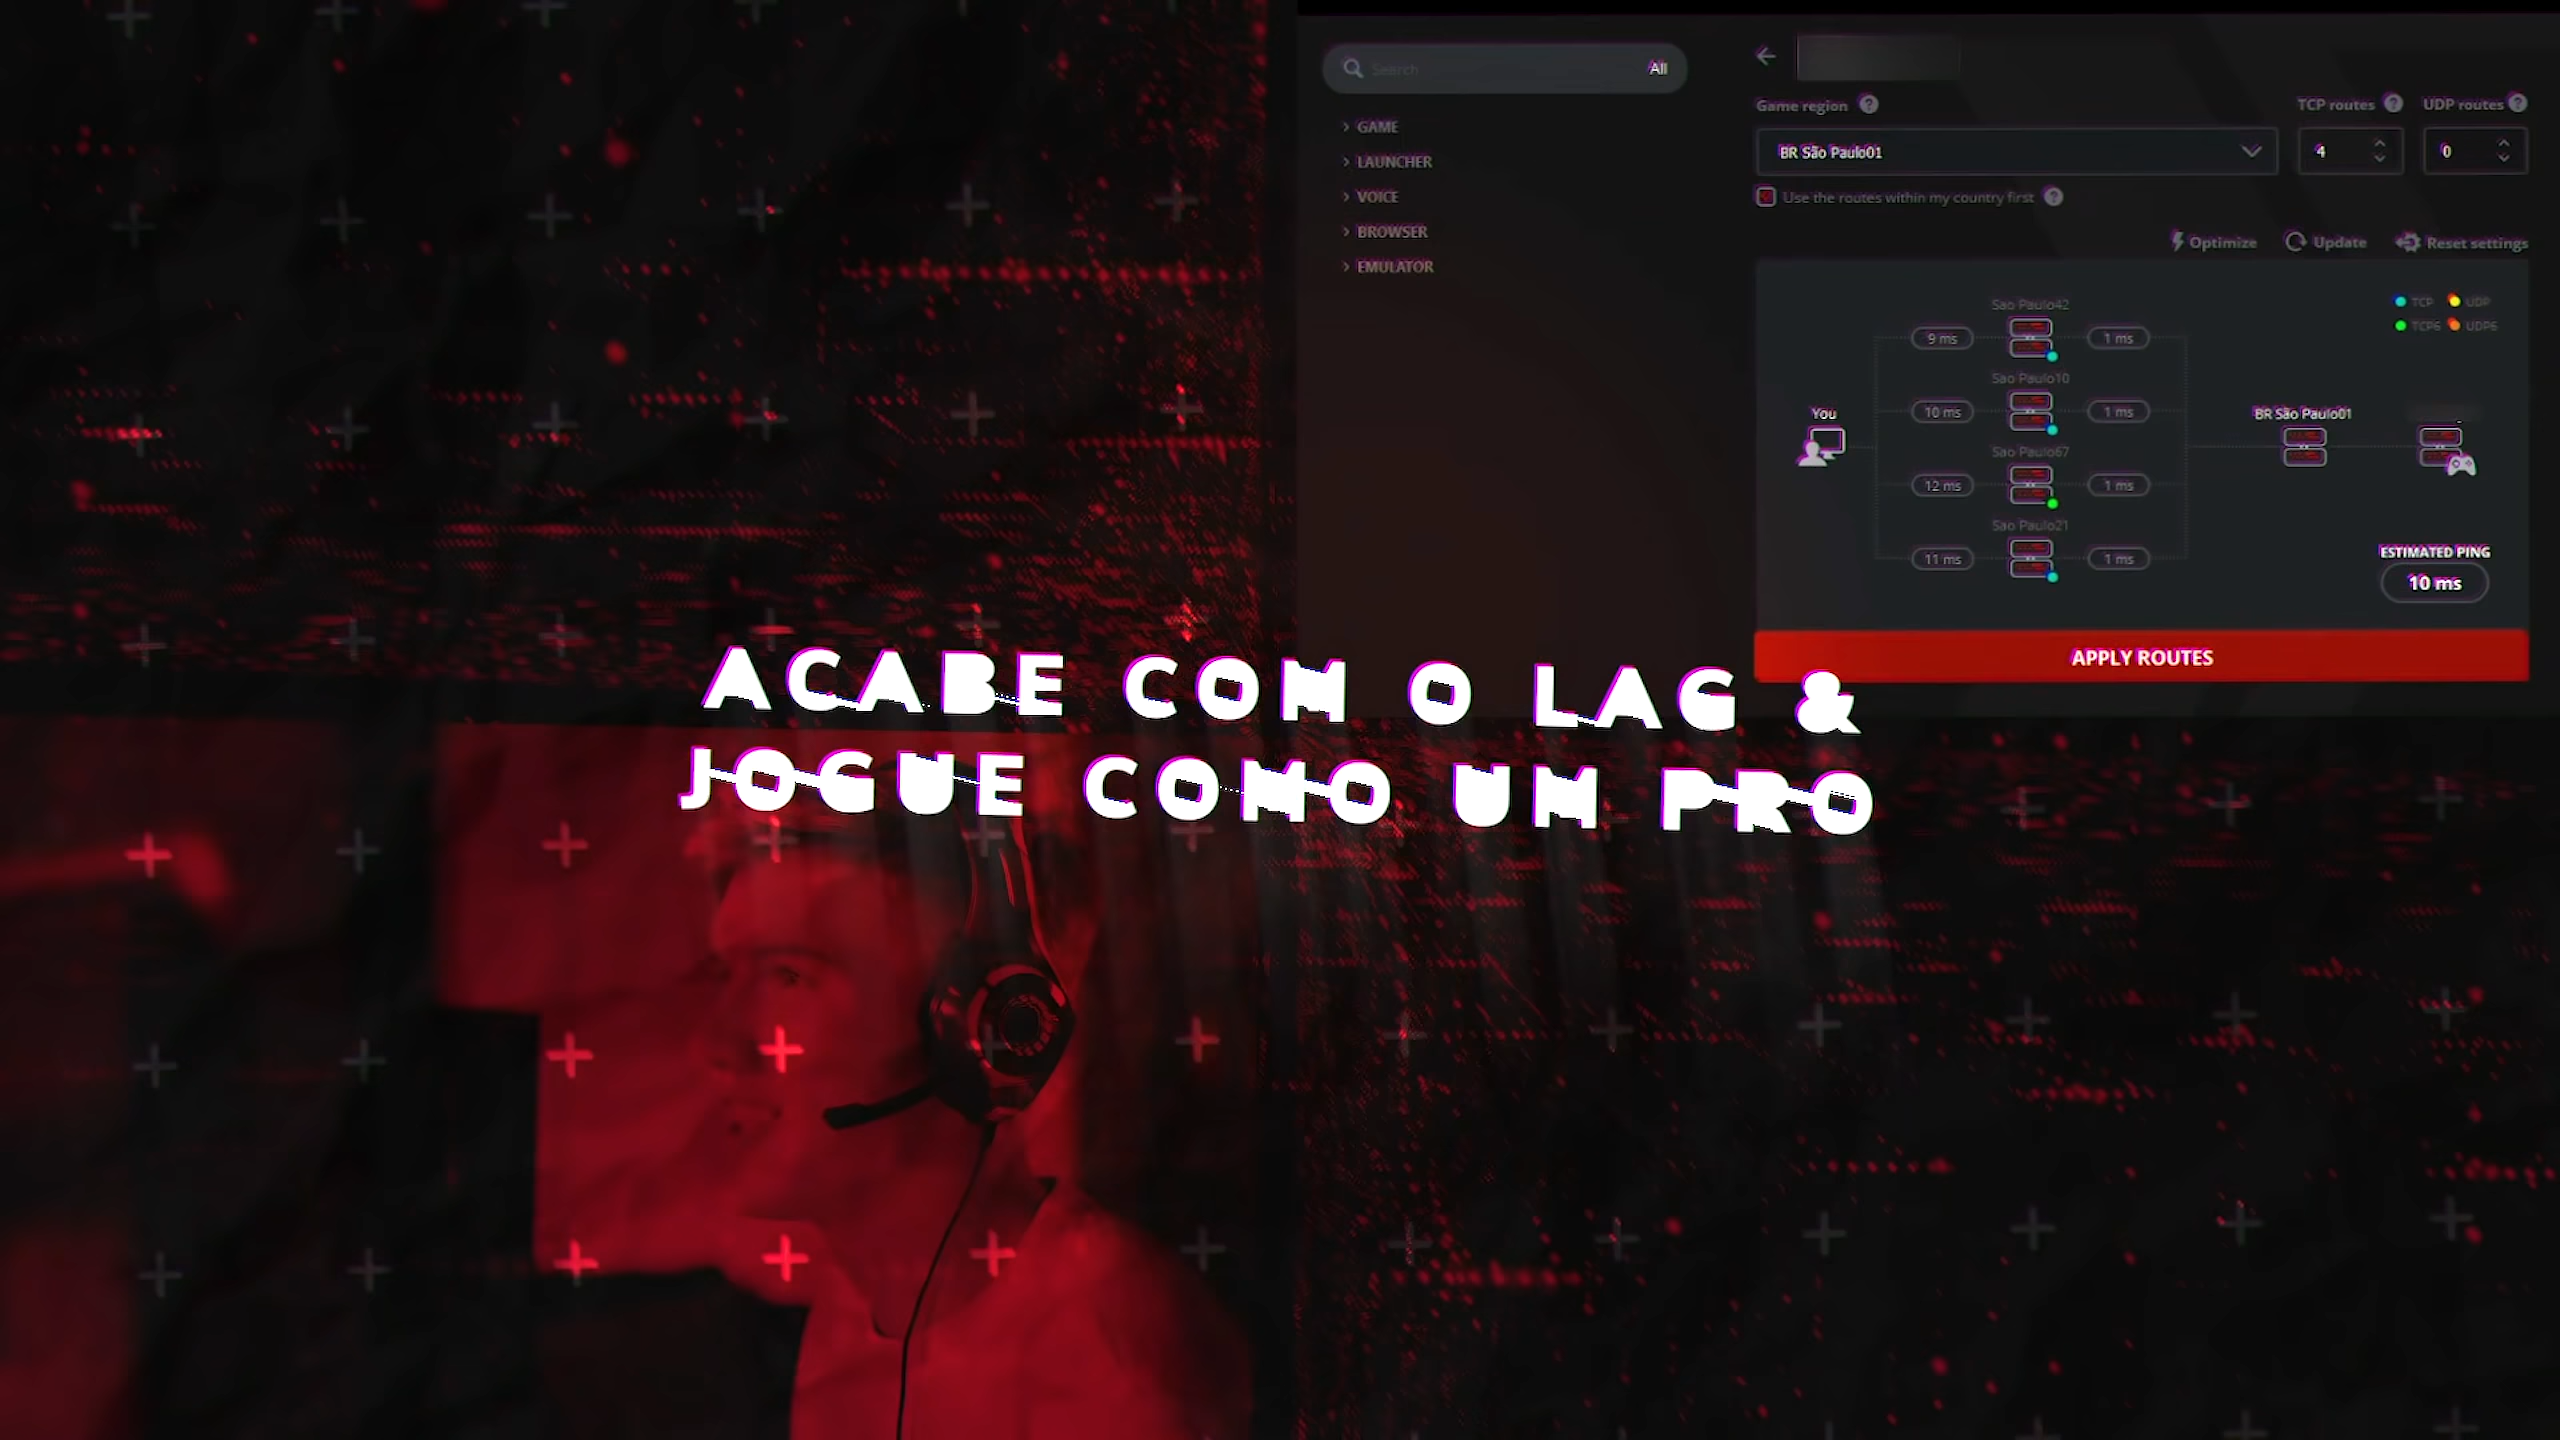 Search All
GAME
LAUNCHER
VOICE
BROWSER
EMULATOR
Game region ?
TCP routes ? UDP routes ?
BR São Paulo01
4
0
Use the routes within my country first ?
Optimize Update Reset settings
TCP UDP
TCP6 UDP6
Sao Paulo42
9 ms 1 ms
Sao Paulo10
10 ms 1 ms
You
BR São Paulo01
Sao Paulo67
12 ms 1 ms
Sao Paulo21
11 ms 1 ms
ESTIMATED PING
10 ms
APPLY ROUTES
ACABE COM O LAG &
JOGUE COMO UM PRO